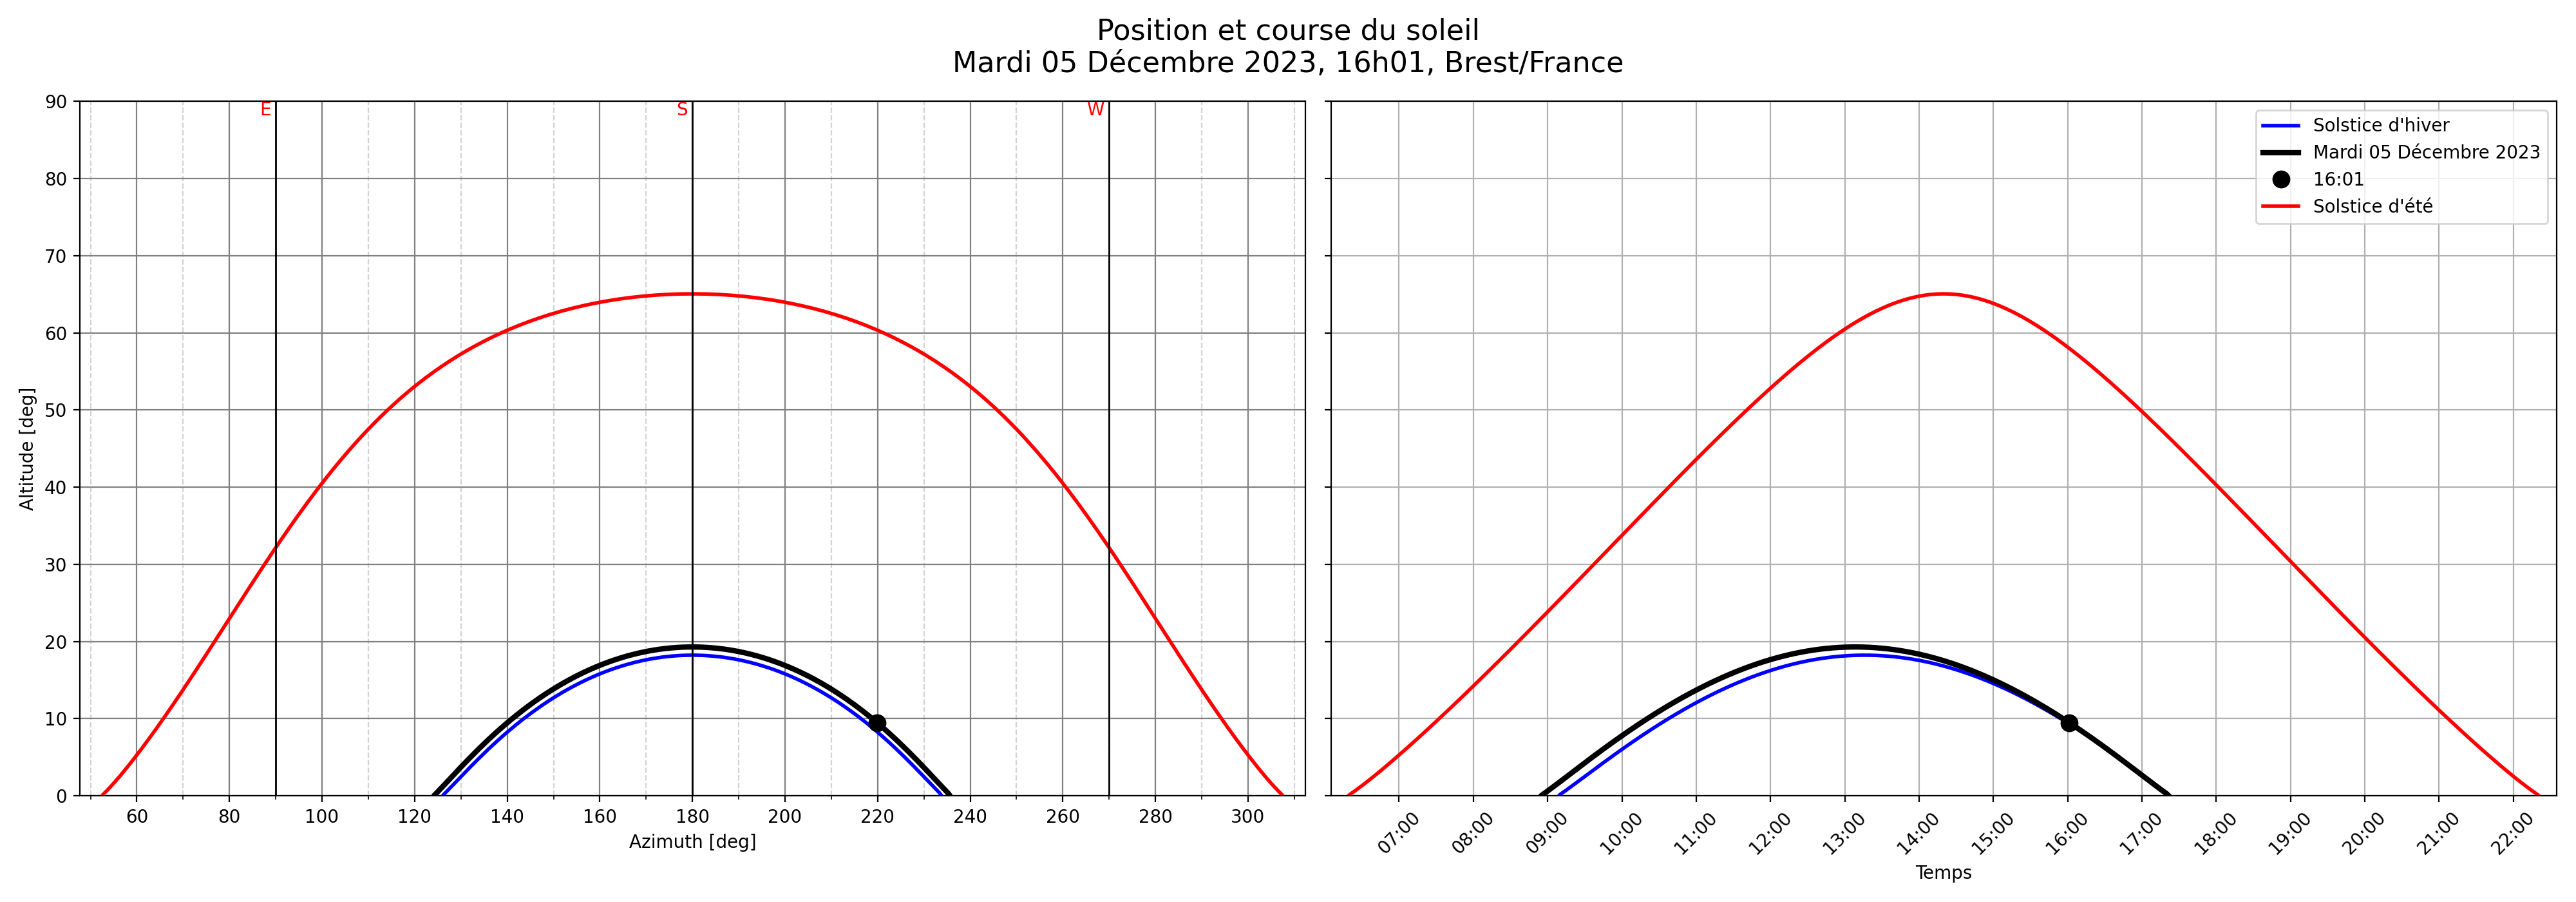 Position et course du soleil
Mardi 05 Décembre 2023, 16h01, Brest/France
E S W
90
80
70
60
50
40
30
20
10
0
Altitude [deg]
60 80 100 120 140 160 180 200 220 240 260 280 300
Azimuth [deg]
Solstice d'hiver
Mardi 05 Décembre 2023
16:01
Solstice d'été
07:00 08:00 09:00 10:00 11:00 12:00 13:00 14:00 15:00 16:00 17:00 18:00 19:00 20:00 21:00 22:00
Temps